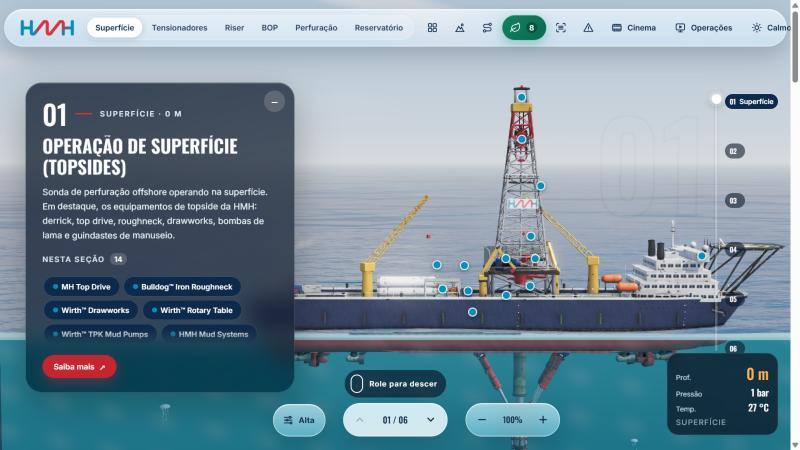 HMH
Superfície
Tensionadores
Riser
BOP
Perfuração
Reservatório
8
Cinema
Operações
Calmo
01
SUPERFÍCIE · 0 M
OPERAÇÃO DE SUPERFÍCIE
(TOPSIDES)
Sonda de perfuração offshore operando na superfície.
Em destaque, os equipamentos de topside da HMH:
derrick, top drive, roughneck, drawworks, bombas de
lama e guindastes de manuseio.
NESTA SEÇÃO 14
MH Top Drive
Bulldog™ Iron Roughneck
Wirth™ Drawworks
Wirth™ Rotary Table
Wirth™ TPK Mud Pumps
HMH Mud Systems
Saiba mais ↗
HMH
01
01 Superfície
02
03
04
05
06
Role para descer
Alta
01 / 06
− 100% +
Prof. 0 m
Pressão 1 bar
Temp. 27 °C
SUPERFÍCIE